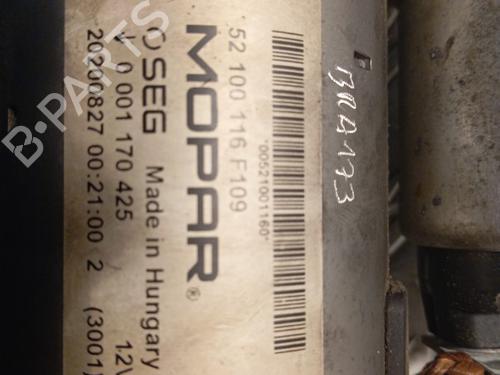 52 100 116 F109
*00521001160*
MOPAR®
SEG Made in Hungary
0 001 170 425 12V
20200827 00:21:00 2 (3001)
B-PARTS